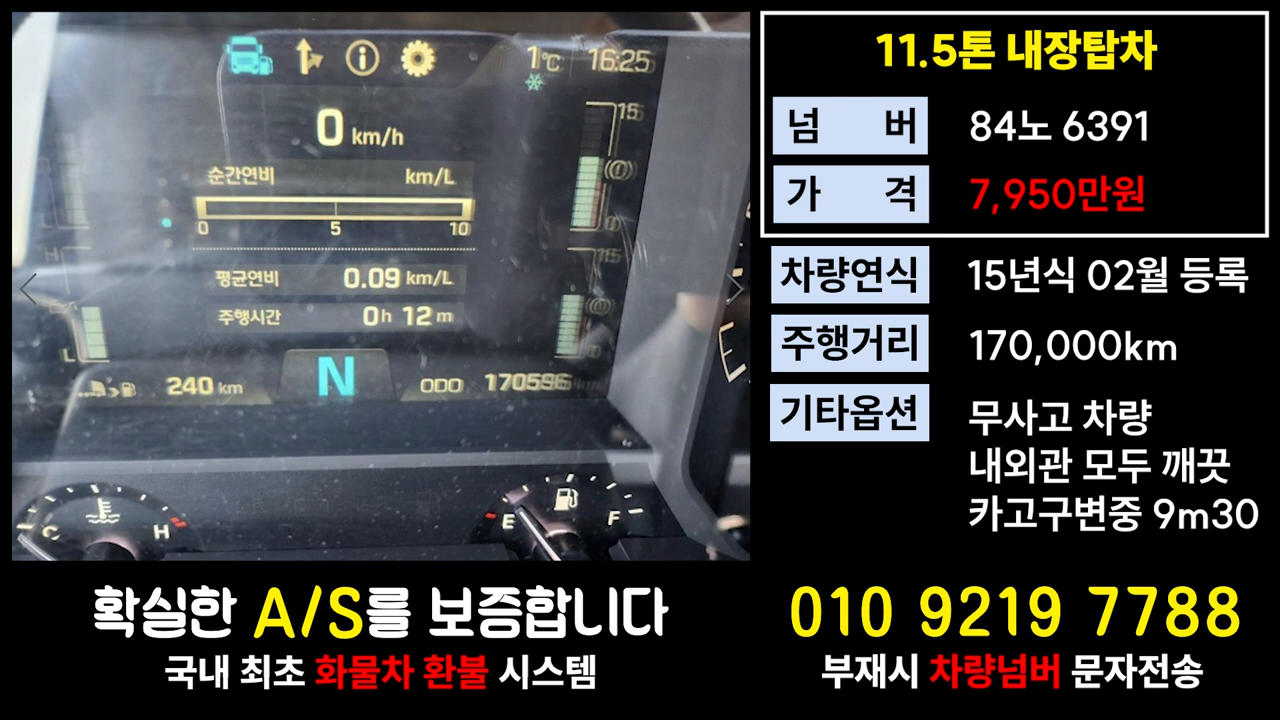 1℃ 16:25
0 km/h
15
순간연비 km/L
0 5 10
0
H 15
평균연비 0.09 km/L
주행시간 0h 12m
L
N
240 km ODO 170596 km
E
C H
E F
11.5톤 내장탑차
넘 버 84노 6391
가 격 7,950만원
차량연식 15년식 02월 등록
주행거리 170,000km
기타옵션 무사고 차량
내외관 모두 깨끗
카고구변중 9m30
확실한 A/S를 보증합니다
국내 최초 화물차 환불 시스템
010 9219 7788
부재시 차량넘버 문자전송